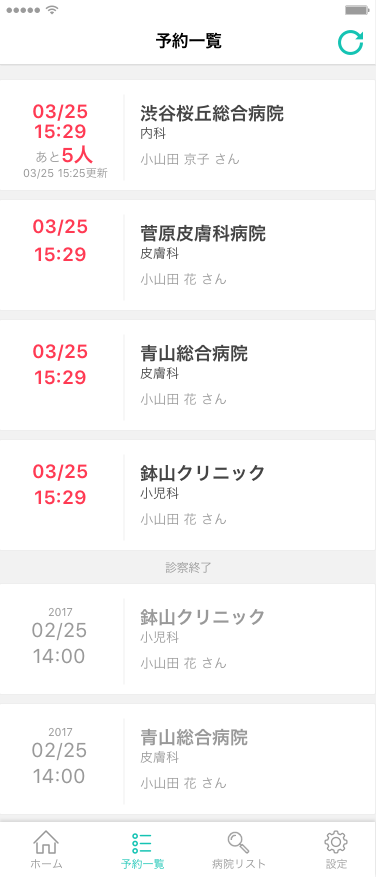 予約一覧
03/25
15:29
あと5人
03/25 15:25更新
渋谷桜丘総合病院
内科
小山田 京子 さん
03/25
15:29
菅原皮膚科病院
皮膚科
小山田 花 さん
03/25
15:29
青山総合病院
皮膚科
小山田 花 さん
03/25
15:29
鉢山クリニック
小児科
小山田 花 さん
診察終了
2017
02/25
14:00
鉢山クリニック
小児科
小山田 花 さん
2017
02/25
14:00
青山総合病院
皮膚科
小山田 花 さん
ホーム
予約一覧
病院リスト
設定